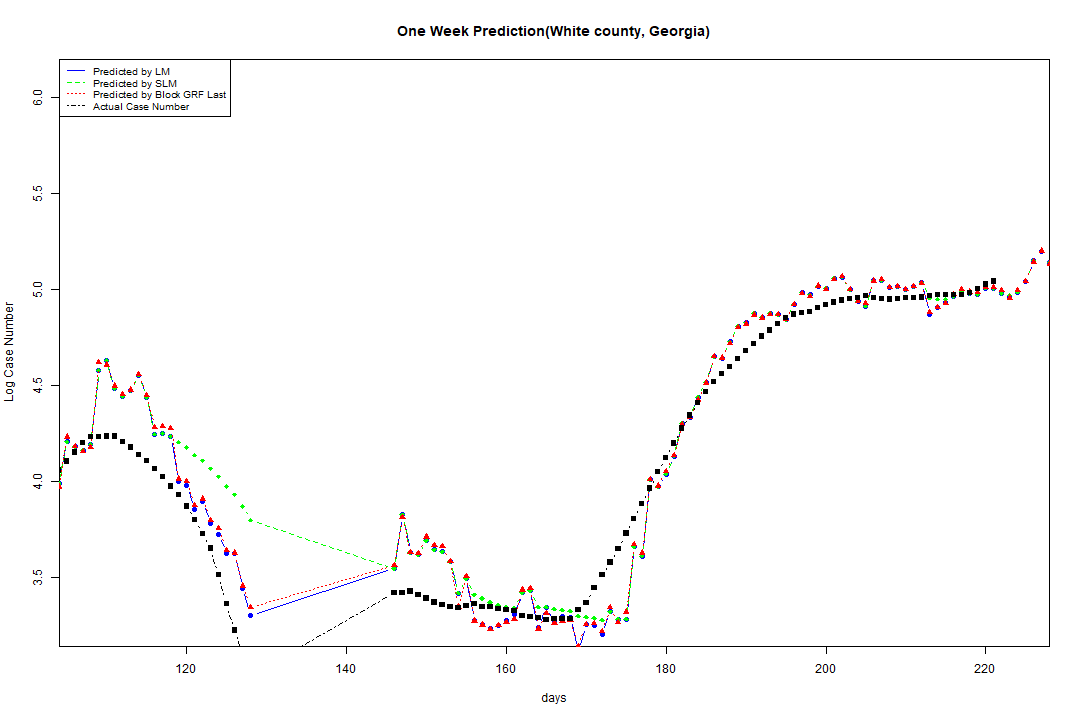 One Week Prediction(White county, Georgia)
Predicted by LM
Predicted by SLM
Predicted by Block GRF Last
Actual Case Number
6.0
5.5
5.0
4.5
4.0
3.5
Log Case Number
120 140 160 180 200 220
days